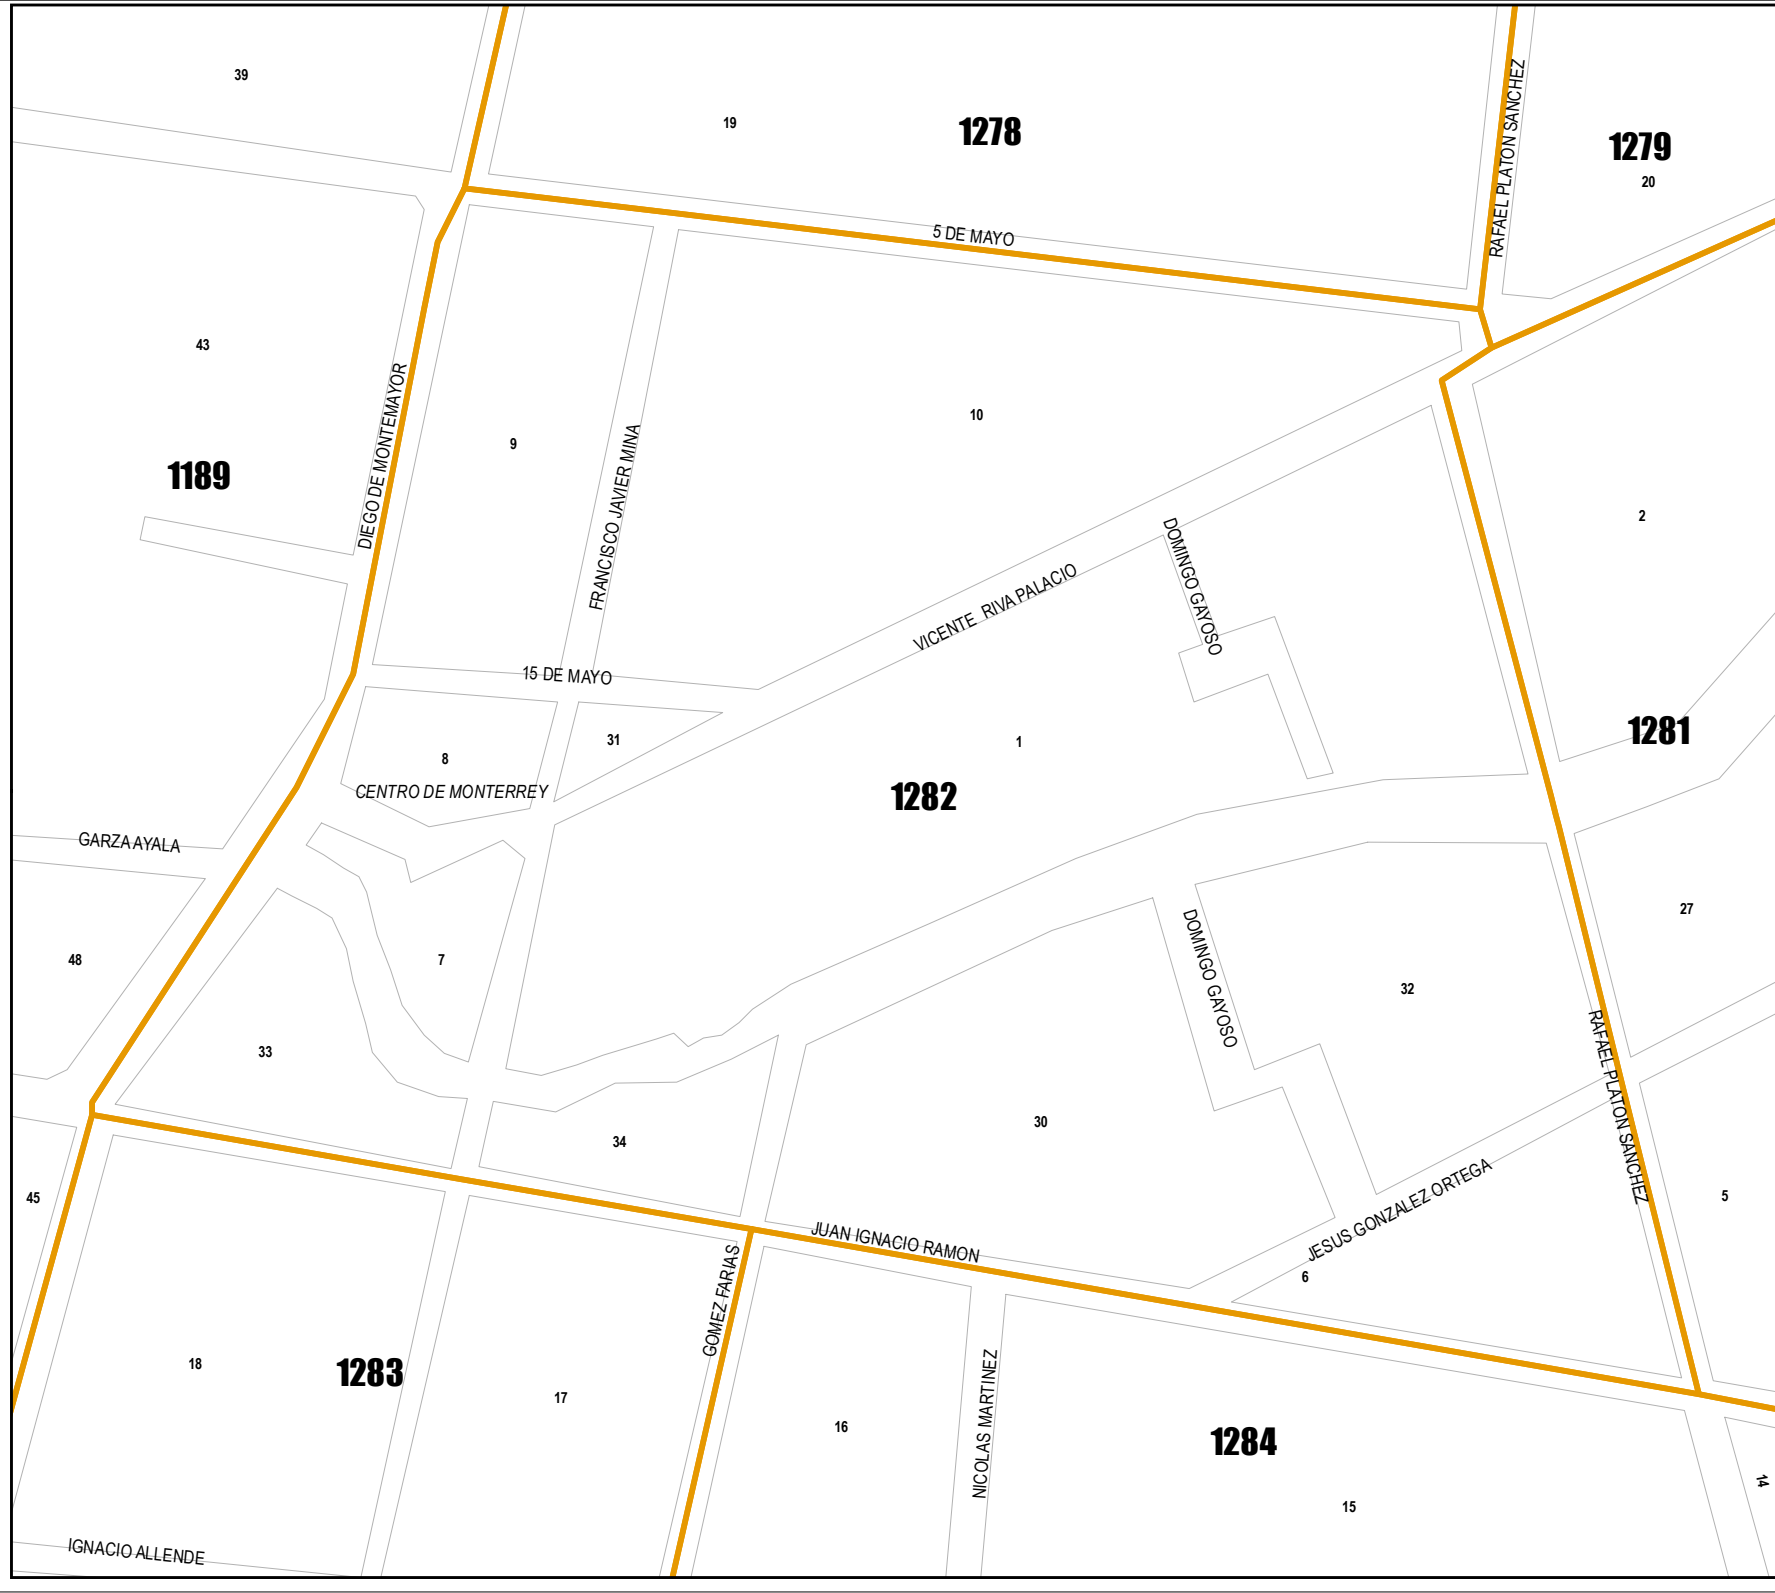 39
19
1278
RAFAEL PLATON SANCHEZ
1279
20
5 DE MAYO
43
DIEGO DE MONTEMAYOR
9
FRANCISCO JAVIER MINA
10
1189
2
DOMINGO GAYOSO
VICENTE RIVA PALACIO
15 DE MAYO
31
1
1281
8
CENTRO DE MONTERREY
1282
GARZA AYALA
48
7
27
DOMINGO GAYOSO
32
33
RAFAEL PLATON SANCHEZ
34
30
45
5
JUAN IGNACIO RAMON
JESUS GONZALEZ ORTEGA
6
GOMEZ FARIAS
18
1283
17
16
NICOLAS MARTINEZ
1284
15
14
IGNACIO ALLENDE